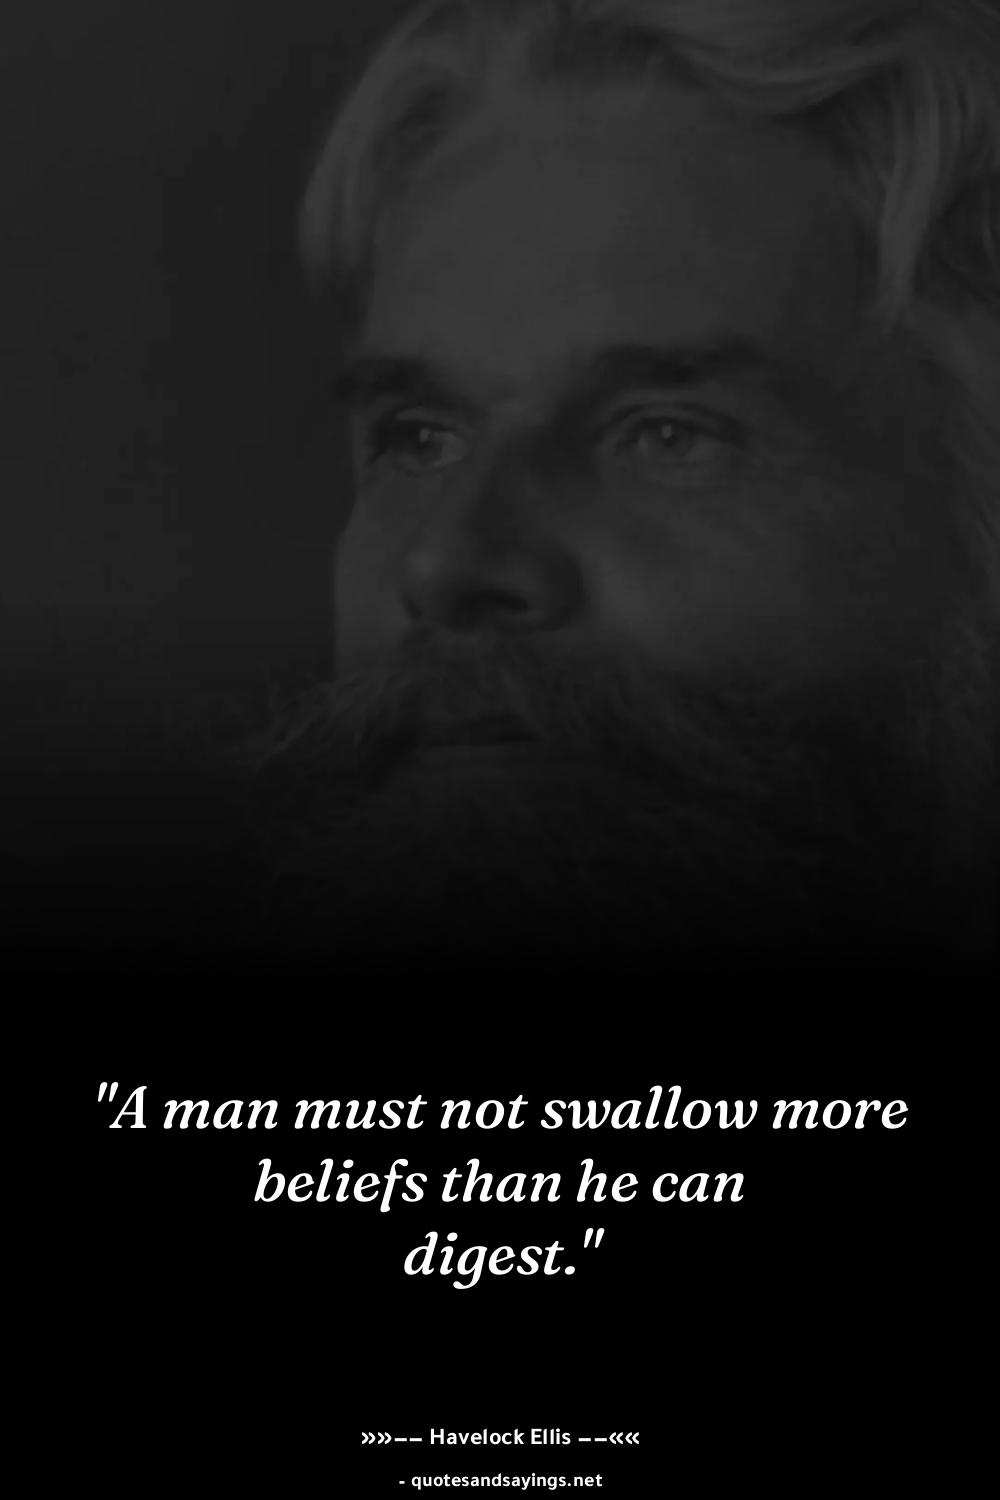 "A man must not swallow more
beliefs than he can
digest."
»»−− Havelock Ellis −−««
- quotesandsayings.net